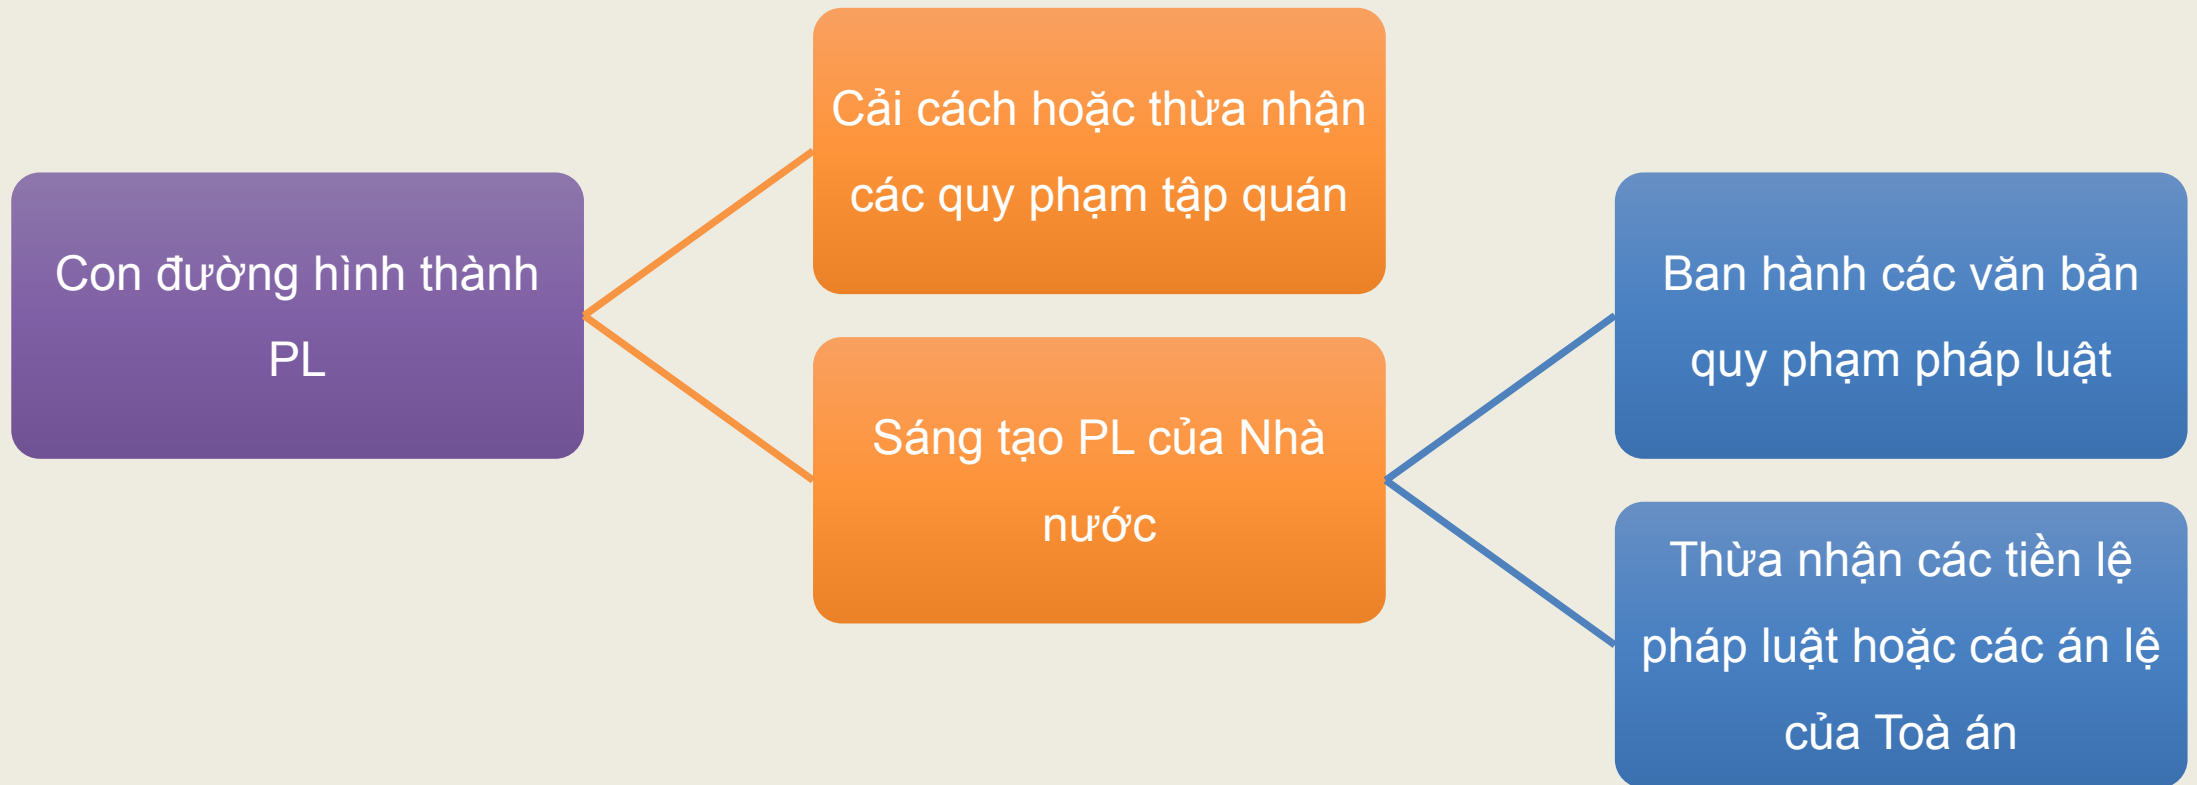 Con đường hình thành
PL
Cải cách hoặc thừa nhận
các quy phạm tập quán
Sáng tạo PL của Nhà
nước
Ban hành các văn bản
quy phạm pháp luật
Thừa nhận các tiền lệ
pháp luật hoặc các án lệ
của Toà án